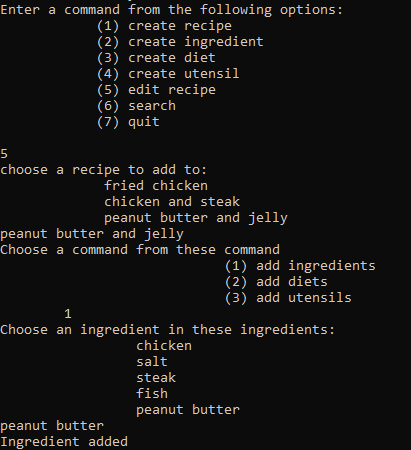 Enter a command from the following options:
(1) create recipe
(2) create ingredient
(3) create diet
(4) create utensil
(5) edit recipe
(6) search
(7) quit
5
choose a recipe to add to:
fried chicken
chicken and steak
peanut butter and jelly
peanut butter and jelly
Choose a command from these command
(1) add ingredients
(2) add diets
(3) add utensils
1
Choose an ingredient in these ingredients:
chicken
salt
steak
fish
peanut butter
peanut butter
Ingredient added